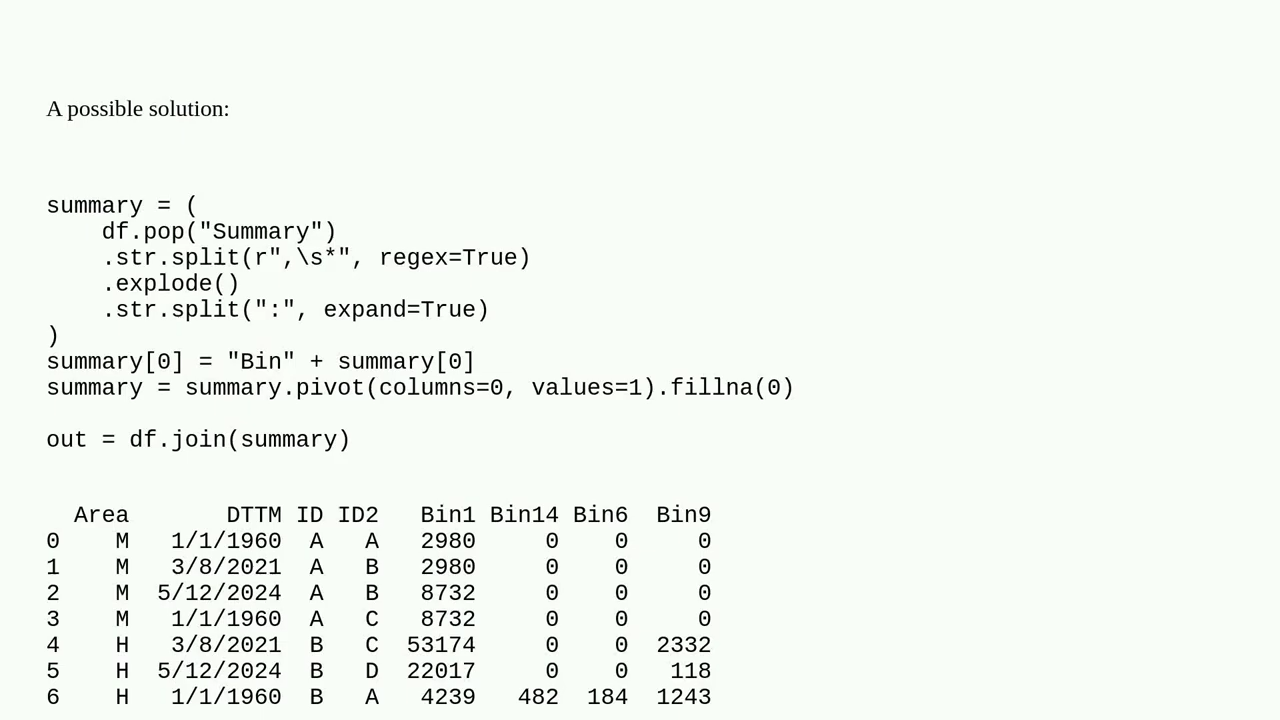 A possible solution:
summary = (
    df.pop("Summary")
    .str.split(r",\s*", regex=True)
    .explode()
    .str.split(":", expand=True)
)
summary[0] = "Bin" + summary[0]
summary = summary.pivot(columns=0, values=1).fillna(0)
out = df.join(summary)
  Area       DTTM ID ID2   Bin1 Bin14 Bin6  Bin9
0    M   1/1/1960  A   A   2980     0    0     0
1    M   3/8/2021  A   B   2980     0    0     0
2    M  5/12/2024  A   B   8732     0    0     0
3    M   1/1/1960  A   C   8732     0    0     0
4    H   3/8/2021  B   C  53174     0    0  2332
5    H  5/12/2024  B   D  22017     0    0   118
6    H   1/1/1960  B   A   4239   482  184  1243